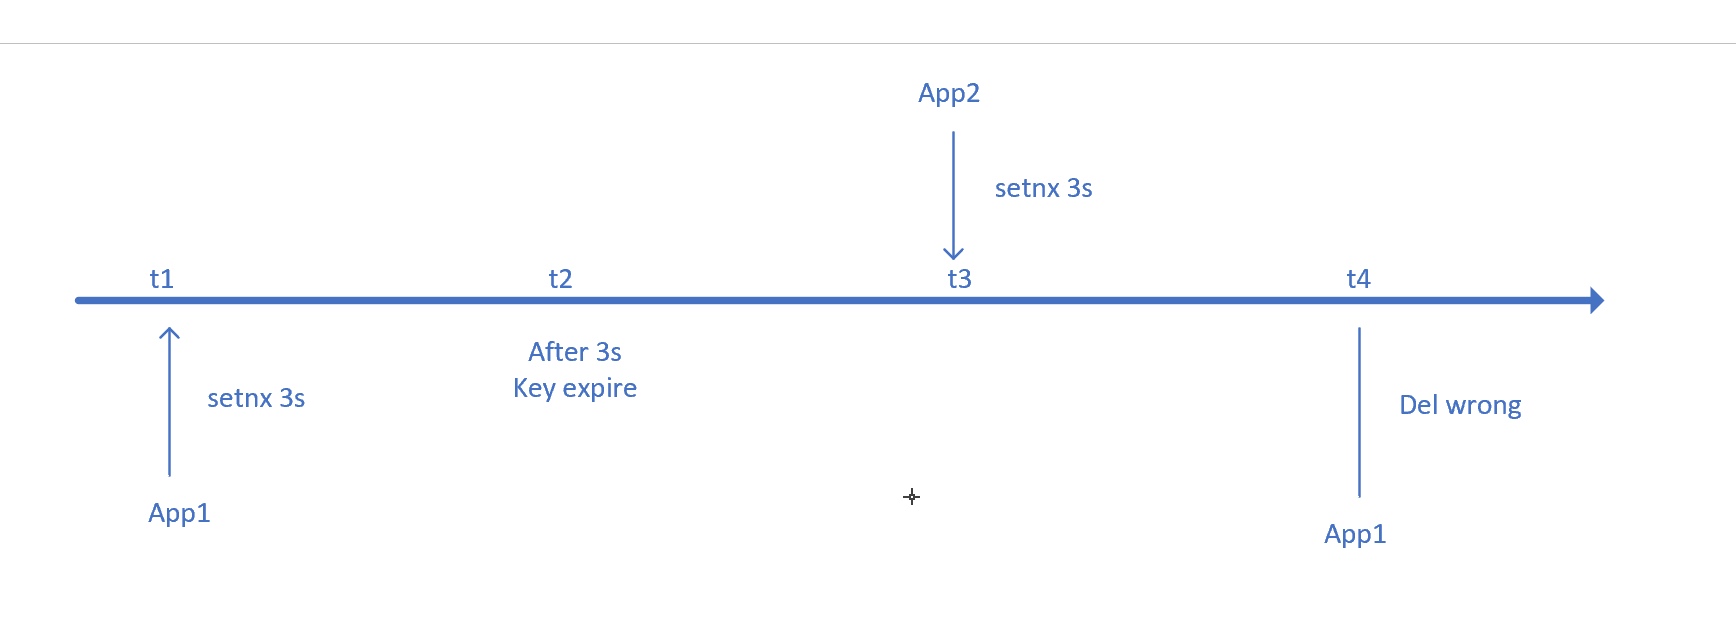 App2
setnx 3s
t1
t2
t3
t4
After 3s
Key expire
setnx 3s
Del wrong
App1
App1